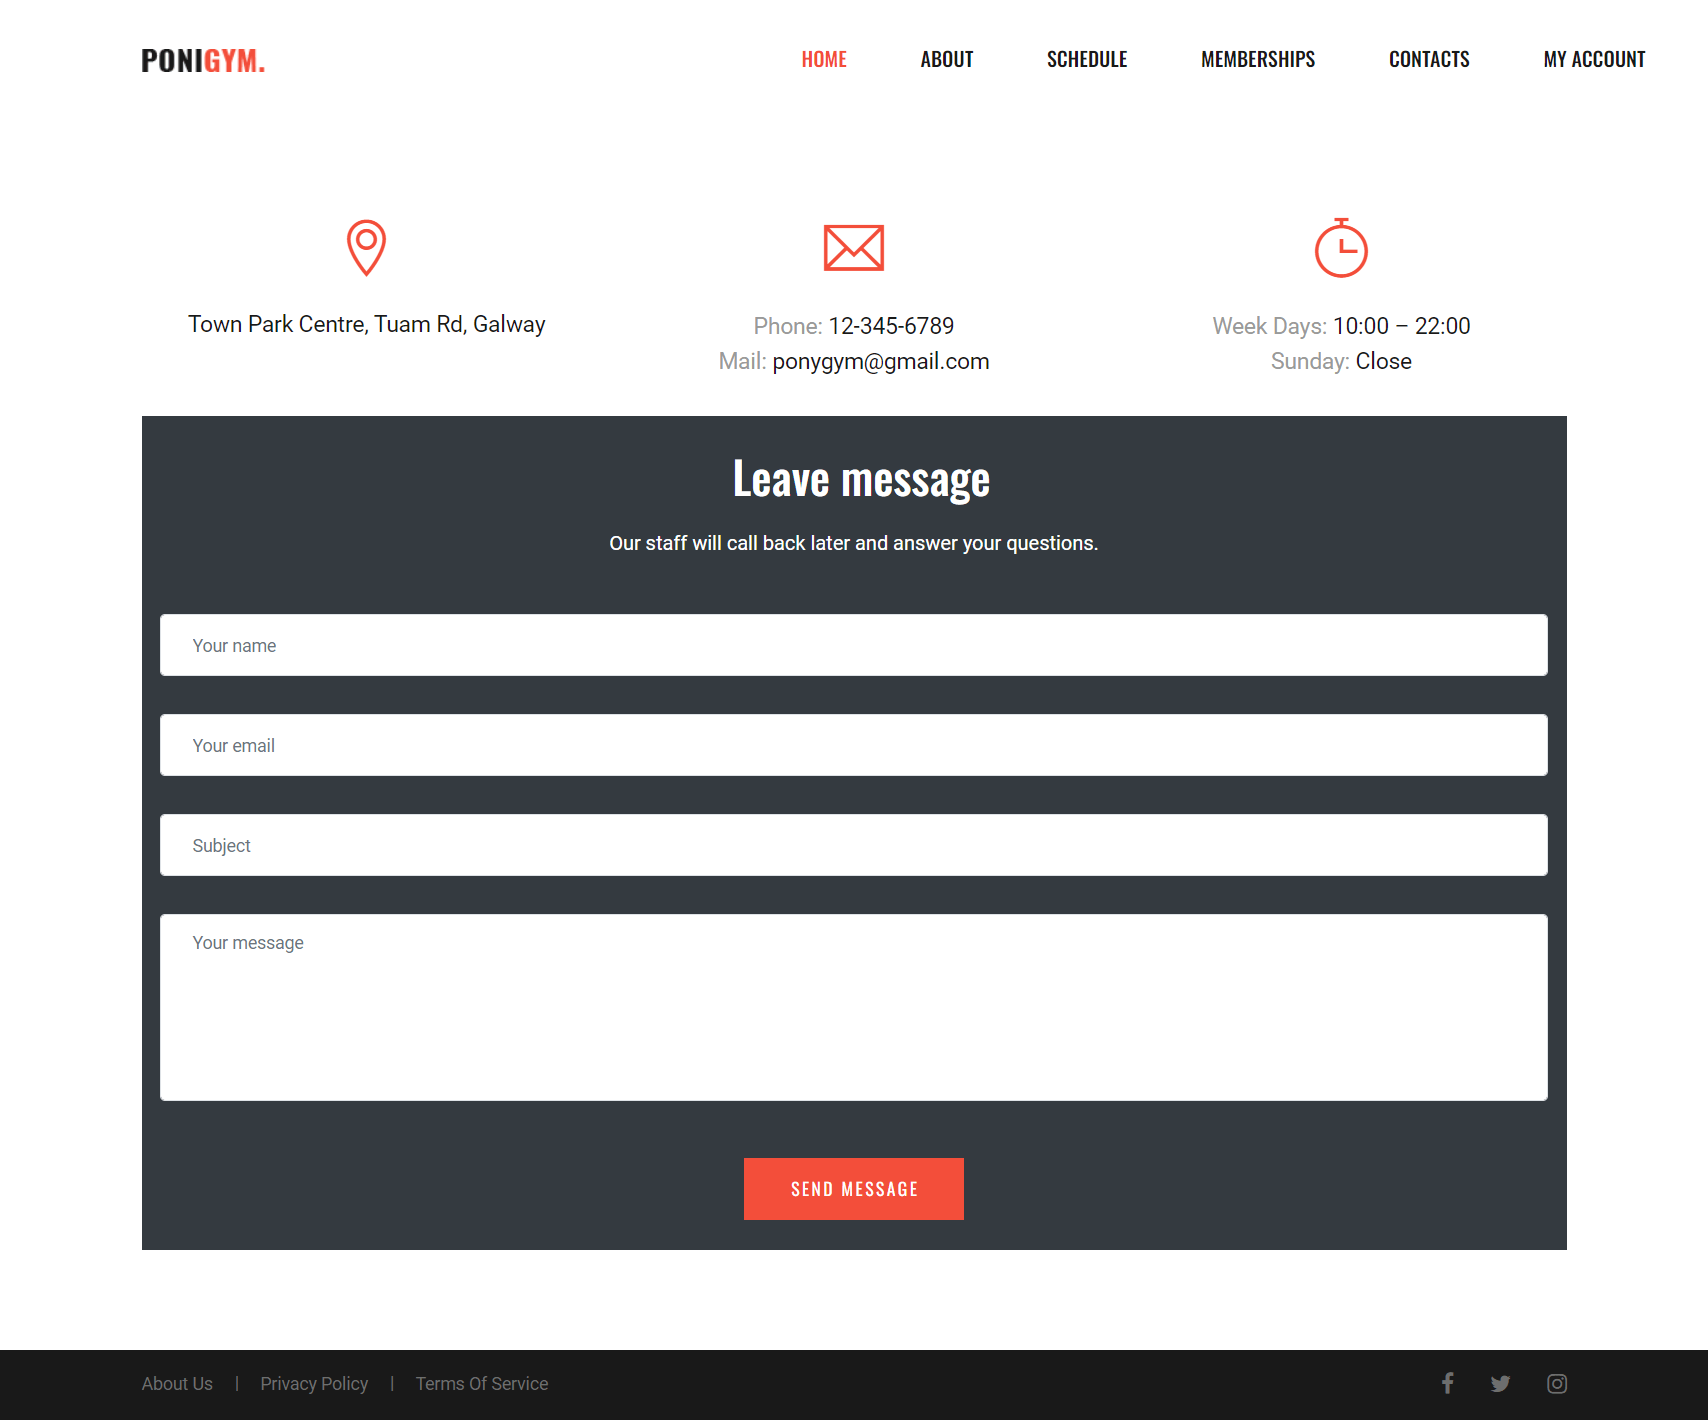 PONIGYM.
HOME ABOUT SCHEDULE MEMBERSHIPS CONTACTS MY ACCOUNT
Town Park Centre, Tuam Rd, Galway
Phone: 12-345-6789
Mail: ponygym@gmail.com
Week Days: 10:00 – 22:00
Sunday: Close
Leave message
Our staff will call back later and answer your questions.
Your name
Your email
Subject
Your message
SEND MESSAGE
About Us | Privacy Policy | Terms Of Service